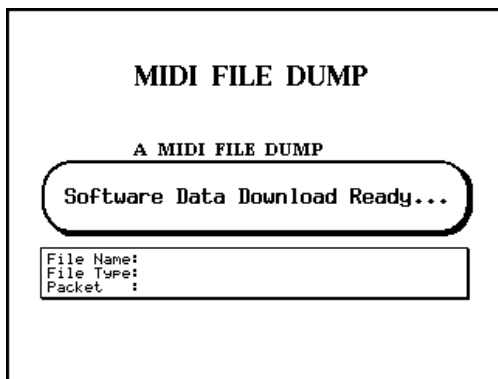 MIDI FILE DUMP
A MIDI FILE DUMP
Software Data Download Ready...
File Name:
File Type:
Packet :